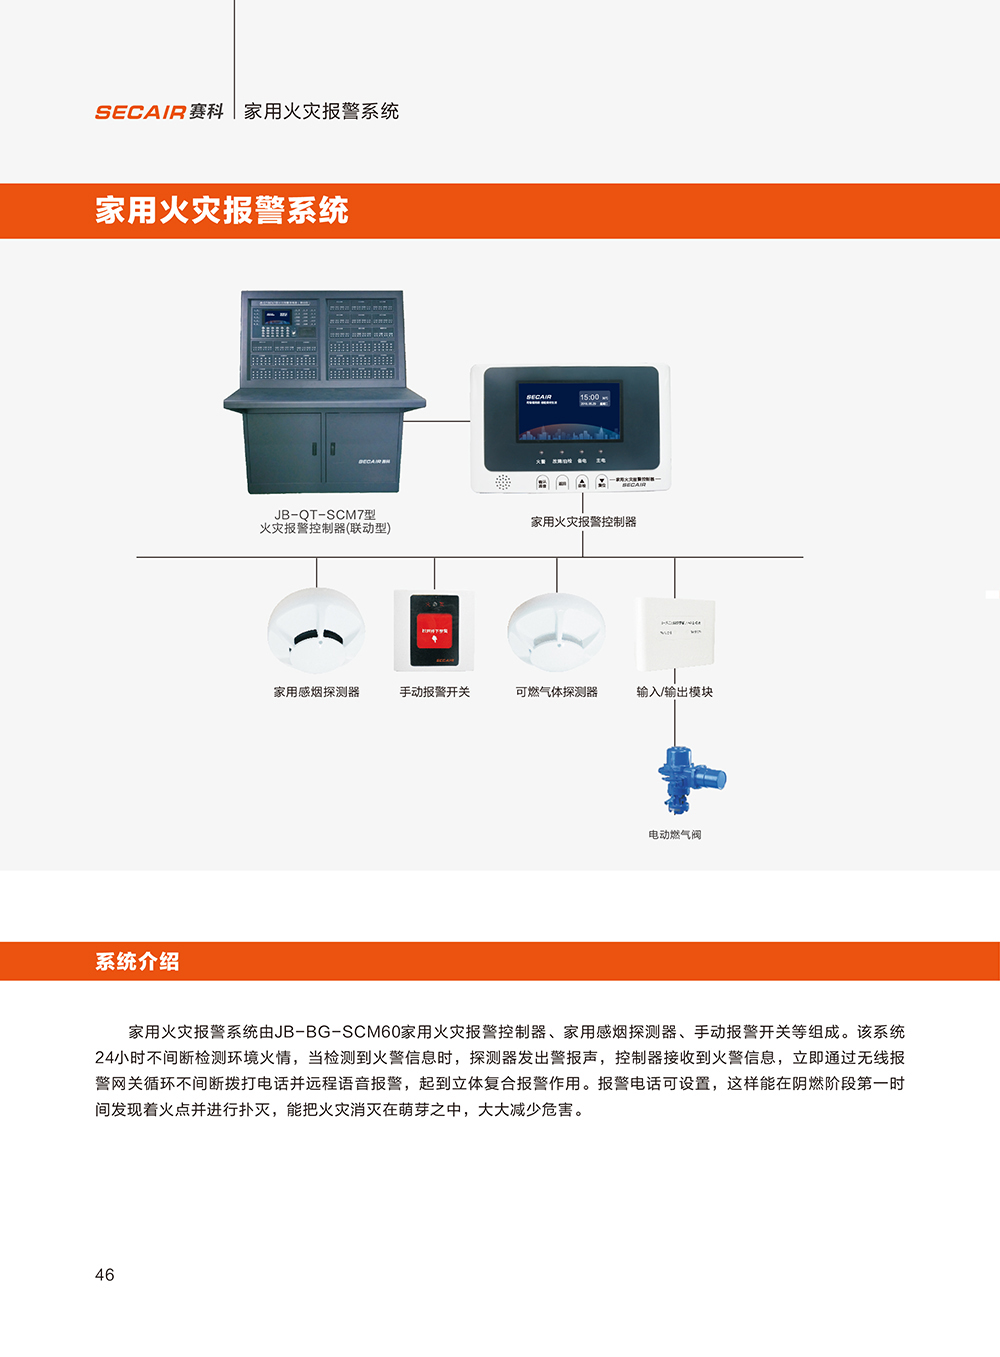 SECAIR 赛科 家用火灾报警系统
家用火灾报警系统
SECAIR 赛科
SECAIR
15:00
火警 故障/自检 备电 主电
家用火灾报警控制器
SECAIR
JB-QT-SCM7型
火灾报警控制器(联动型)
家用火灾报警控制器
SECAIR
家用感烟探测器
手动报警开关
可燃气体探测器
输入/输出模块
电动燃气阀
系统介绍
家用火灾报警系统由JB-BG-SCM60家用火灾报警控制器、家用感烟探测器、手动报警开关等组成。该系统
24小时不间断检测环境火情，当检测到火警信息时，探测器发出警报声，控制器接收到火警信息，立即通过无线报
警网关循环不间断拨打电话并远程语音报警，起到立体复合报警作用。报警电话可设置，这样能在阴燃阶段第一时
间发现着火点并进行扑灭，能把火灾消灭在萌芽之中，大大减少危害。
46